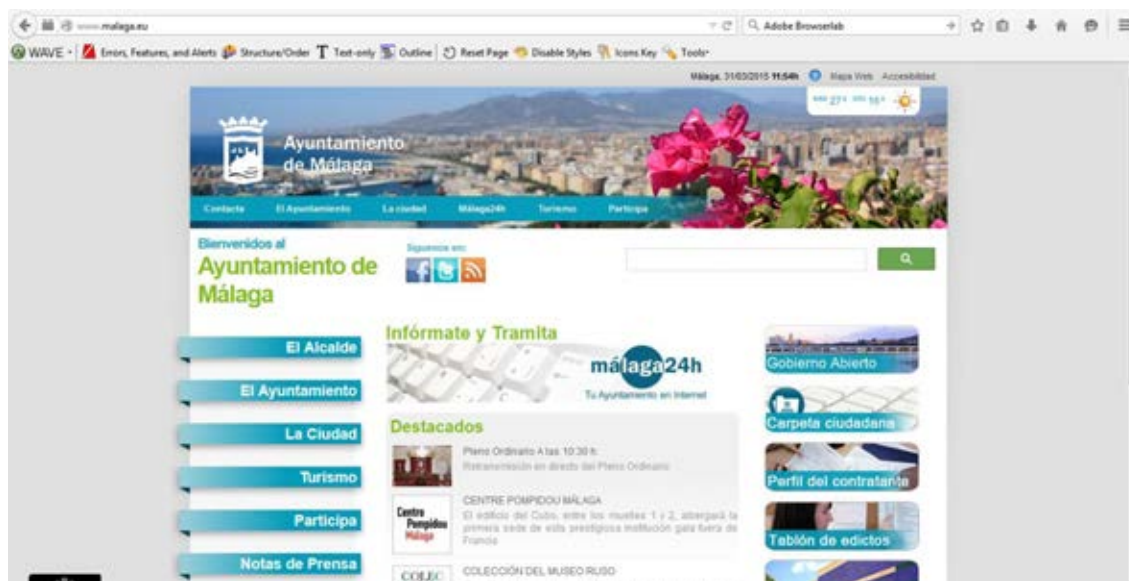 www.malaga.eu
Adobe Browserlab
WAVE Errors, Features, and Alerts Structure/Order Text-only Outline Reset Page Disable Styles Icons Key Tools
Málaga, 31/03/2015 11:54h Mapa Web Accesibilidad
Ayuntamiento
de Málaga
Contacta El Ayuntamiento La ciudad Málaga24h Turismo Participa
Bienvenidos al
Ayuntamiento de
Málaga
Síguenos en:
El Alcalde
El Ayuntamiento
La Ciudad
Turismo
Participa
Notas de Prensa
Infórmate y Tramita
málaga24h
Tu Ayuntamiento en Internet
Destacados
Pleno Ordinario A las 10:30 h.
Retransmisión en directo del Pleno Ordinario
Centre
Pompidou
Málaga
CENTRE POMPIDOU MÁLAGA
El edificio del Cubo, entre los muelles 1 y 2, albergará la
primera sede de esta prestigiosa institución gala fuera de
Francia
COLEC
COLECCIÓN DEL MUSEO RUSO
Gobierno Abierto
Carpeta ciudadana
Perfil del contratante
Tablón de edictos